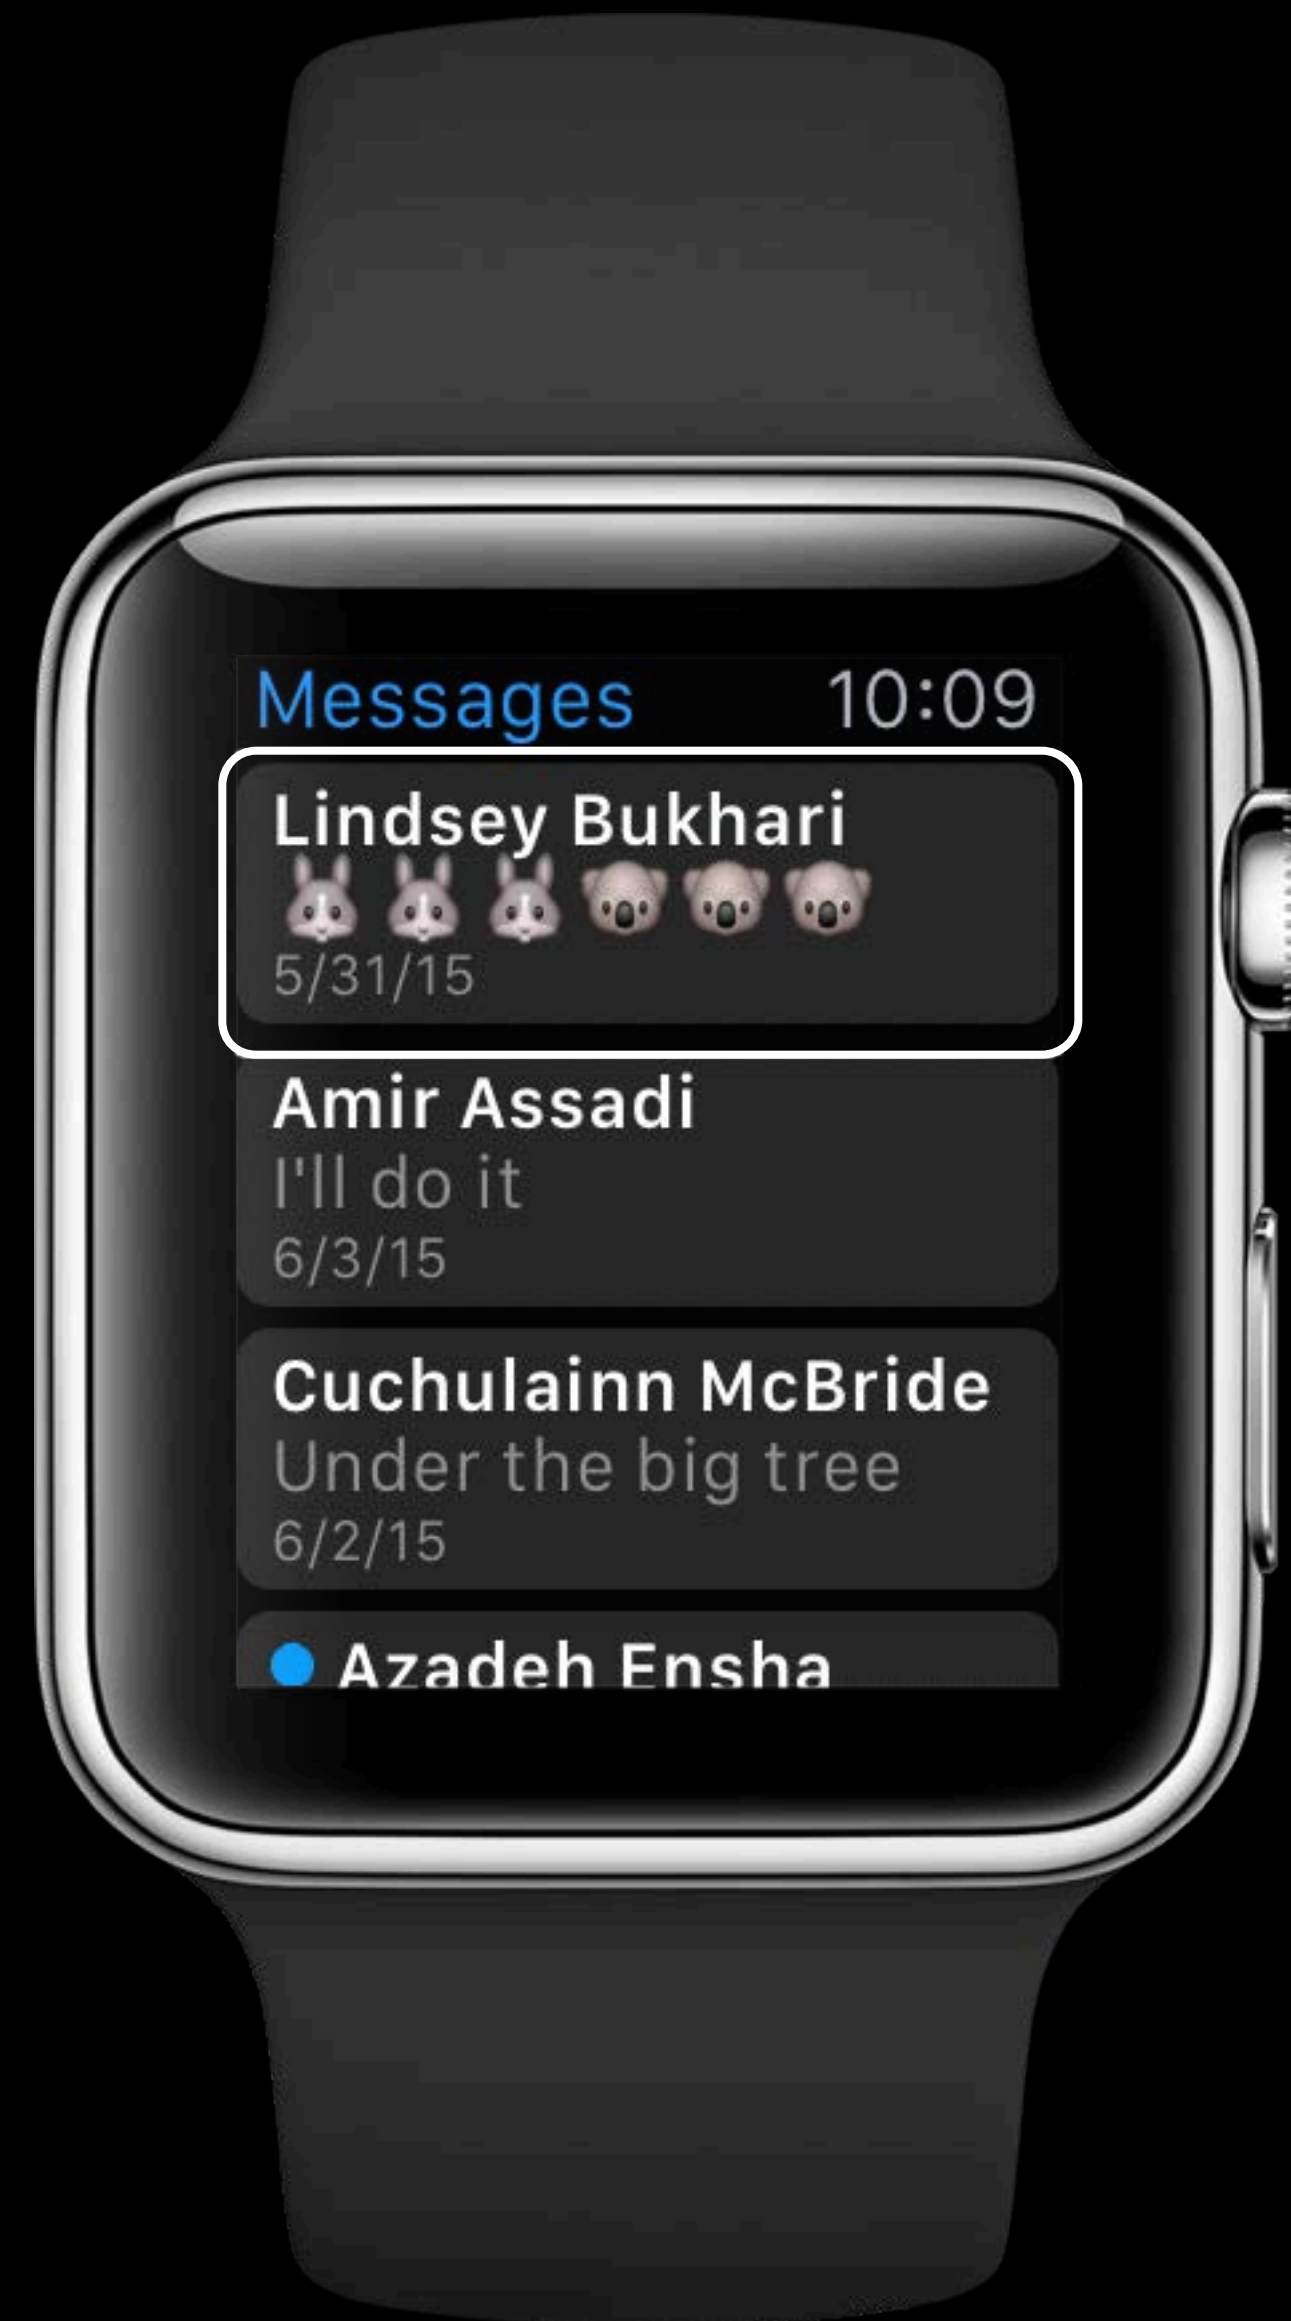 Messages 10:09
Lindsey Bukhari
🐰🐰🐰🐨🐨🐨
5/31/15
Amir Assadi
I'll do it
6/3/15
Cuchulainn McBride
Under the big tree
6/2/15
Azadeh Ensha